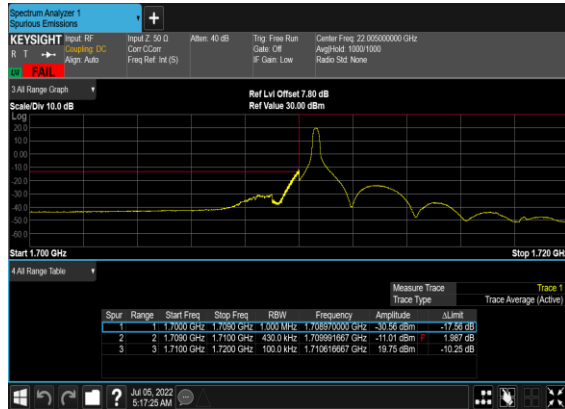 Spectrum Analyzer 1
Spurious Emissions
+
KEYSIGHT Input: RF Input Z: 50 Ω Atten: 40 dB Trig: Free Run Center Freq: 22.005000000 GHz
R T Coupling: DC Corr CCorr Gate: Off Avg|Hold: 1000/1000
Align: Auto Freq Ref: Int (S) IF Gain: Low Radio Std: None
LV FAIL
3 All Range Graph
Ref Lvl Offset 7.80 dB
Scale/Div 10.0 dB Ref Value 30.00 dBm
Log
20.0
10.0
0.00
-10.0
-20.0
-30.0
-40.0
-50.0
-60.0
Start 1.700 GHz Stop 1.720 GH
4 All Range Table
Measure Trace Trace 1
Trace Type Trace Average (Active)
Spur Range Start Freq Stop Freq RBW Frequency Amplitude ΔLimit
1 1 1.7000 GHz 1.7090 GHz 1.000 MHz 1.708970000 GHz -30.56 dBm -17.56 dB
2 2 1.7090 GHz 1.7100 GHz 430.0 kHz 1.709991667 GHz -11.01 dBm F 1.987 dB
3 3 1.7100 GHz 1.7200 GHz 100.0 kHz 1.710616667 GHz 19.75 dBm -10.25 dB
? Jul 05, 2022
5:17:25 AM